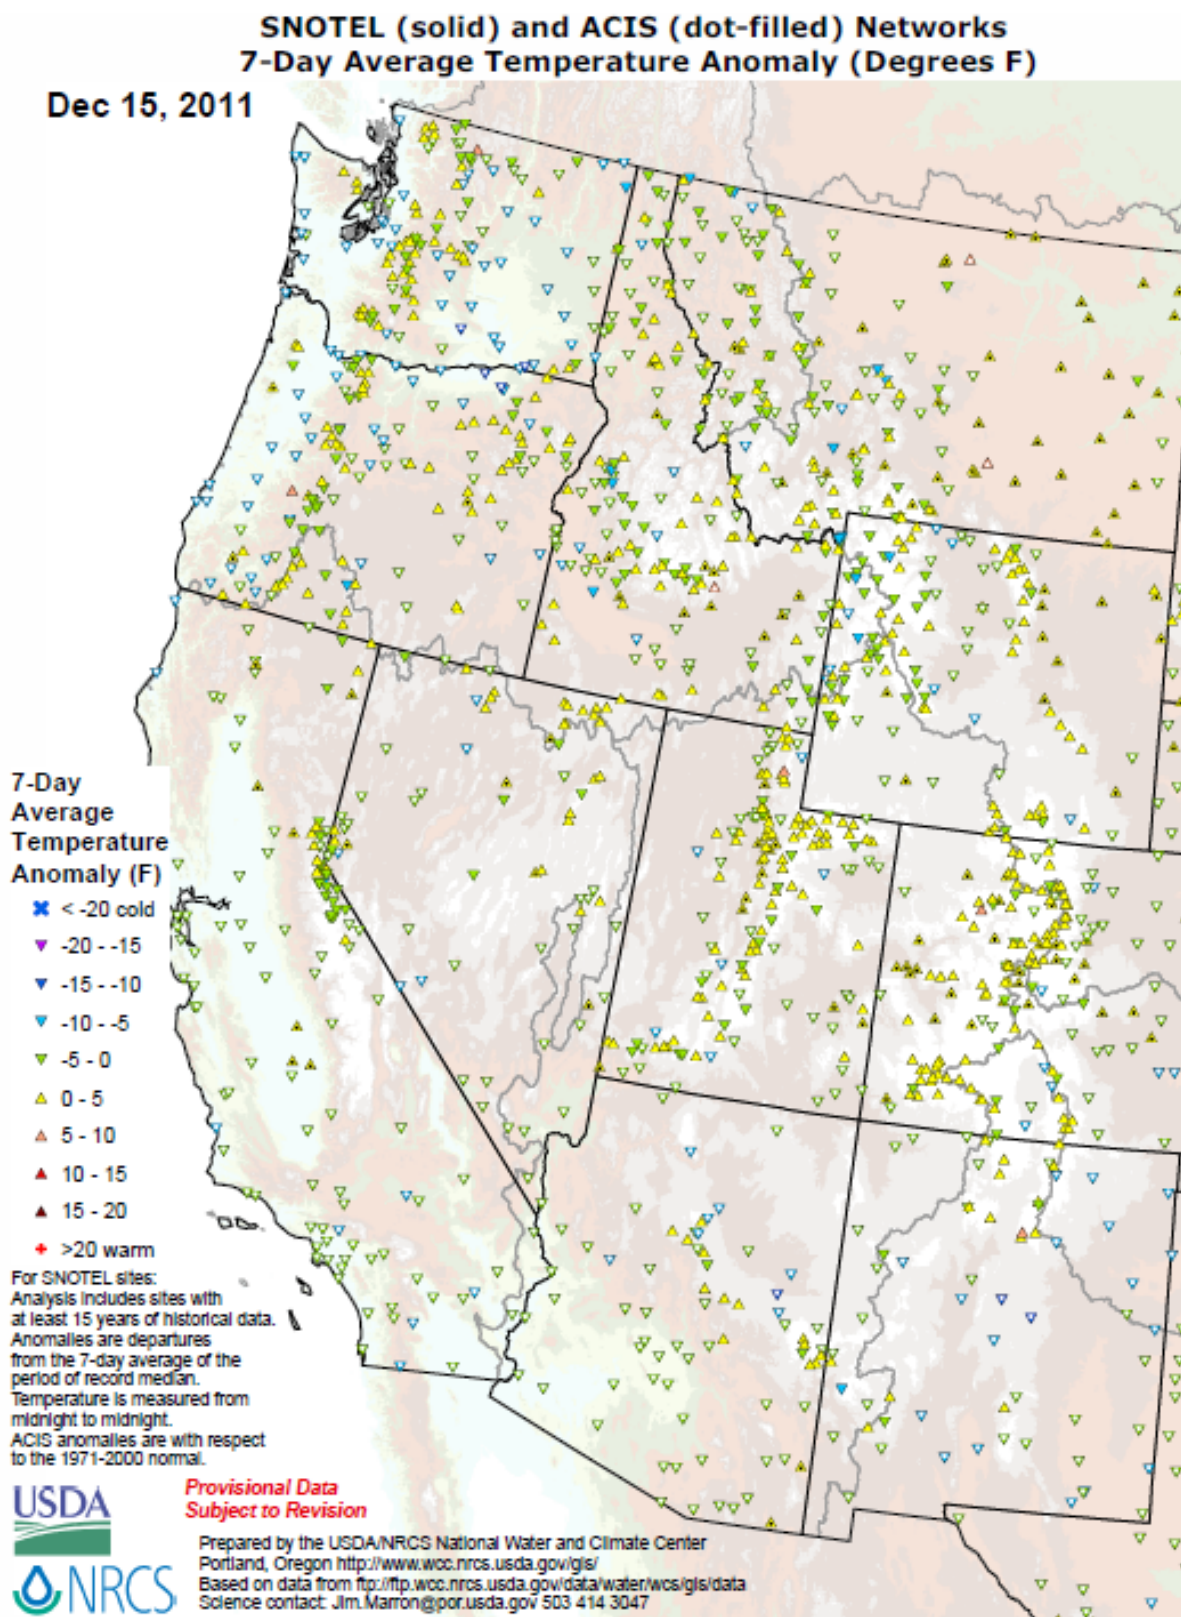 SNOTEL (solid) and ACIS (dot-filled) Networks
7-Day Average Temperature Anomaly (Degrees F)
Dec 15, 2011
7-Day
Average
Temperature
Anomaly (F)
< -20 cold
-20 - -15
-15 - -10
-10 - -5
-5 - 0
0 - 5
5 - 10
10 - 15
15 - 20
>20 warm
For SNOTEL sites:
Analysis includes sites with
at least 15 years of historical data.
Anomalies are departures
from the 7-day average of the
period of record median.
Temperature is measured from
midnight to midnight.
ACIS anomalies are with respect
to the 1971-2000 normal.
Provisional Data
Subject to Revision
USDA
NRCS
Prepared by the USDA/NRCS National Water and Climate Center
Portland, Oregon http://www.wcc.nrcs.usda.gov/gis/
Based on data from ftp://ftp.wcc.nrcs.usda.gov/data/water/wcs/gis/data
Science contact: Jim.Marron@por.usda.gov 503 414 3047